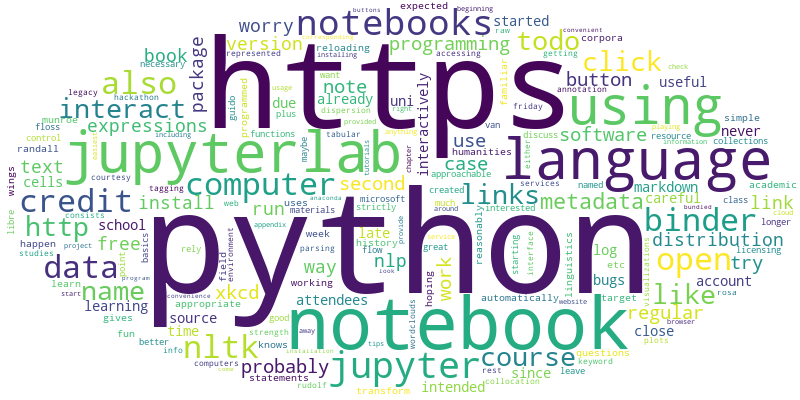 buttons
beginning
convenient
expected
raw
corresponding
installing
getting
accessing
corpora
started
notebooks
worry
programming
todo
version
reloading
represented
book
necessary
package
https
also
click
check
familiar
button
useful
legacy
hackathon
usage
want
annotation
guido
programmed
note
already
due
dispersion
right
uni
friday
interact
using
munroe
expressions
plus
provided
anything
floss
functions
tabular
maybe
tutorials
use
van
playing
software
resource
never
simple
control
randall
jupyterlab
interactively
humanities
discuss
information
collections
chapter
language
either
text
wings
courtesy
cells
tagging
case
approachable
computer
second
links
markdown
academic
including
anaconda
microsoft
created
services
named
class
bundled
credit
install
uses
materials
strictly
much
around
interested
metadata
careful
link
cloud
libre
consists
http
school
run
web
appendix
week
late
history
service
reasonably
binder
longer
licensing
happen
environment
basics
rely
parsing
flow
provide
great
starting
interface
linguistics
distribution
studies
project
free
field
way
nlp
work
log
etc
try
data
point
python
open
visualizations
learn
program
working
look
hoping
bugs
target
account
rosa
start
name
convenience
xkcd
attendees
automatically
website
browser
like
learning
appropriate
source
fun
time
good
strength
away
wordclouds
notebook
regular
gives
knows
tips
close
plots
better
nltk
installation
course
questions
info
statements
since
keyword
computers
probably
jupyter
rest
leave
some
intended
collocation
rudolf
transform